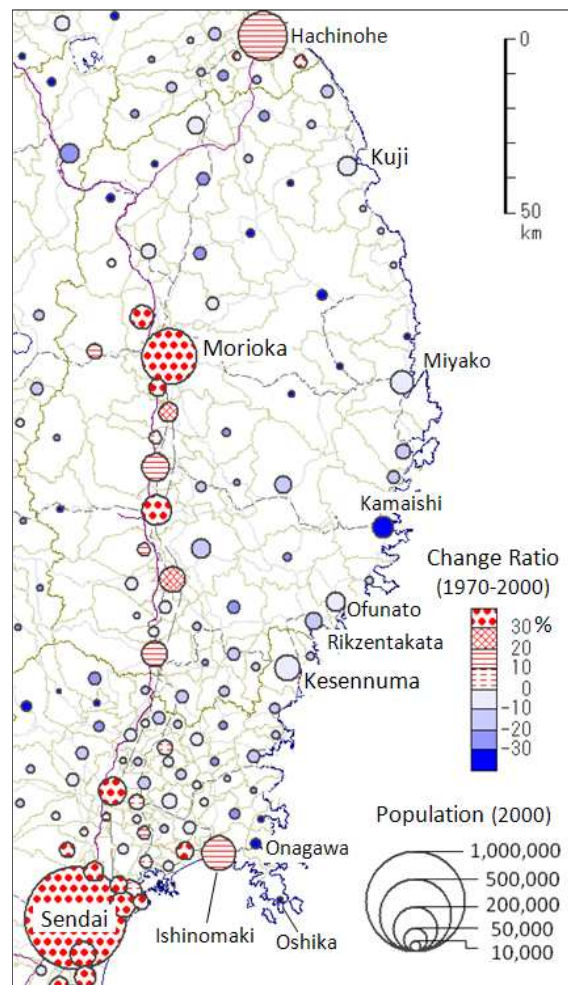 Hachinohe
0
50
km
Kuji
Morioka
Miyako
Kamaishi
Change Ratio
(1970-2000)
30 %
20
10
0
-10
-20
-30
Ofunato
Rikzentakata
Kesennuma
Population (2000)
1,000,000
500,000
200,000
50,000
10,000
Onagawa
Sendai
Ishinomaki
Oshika